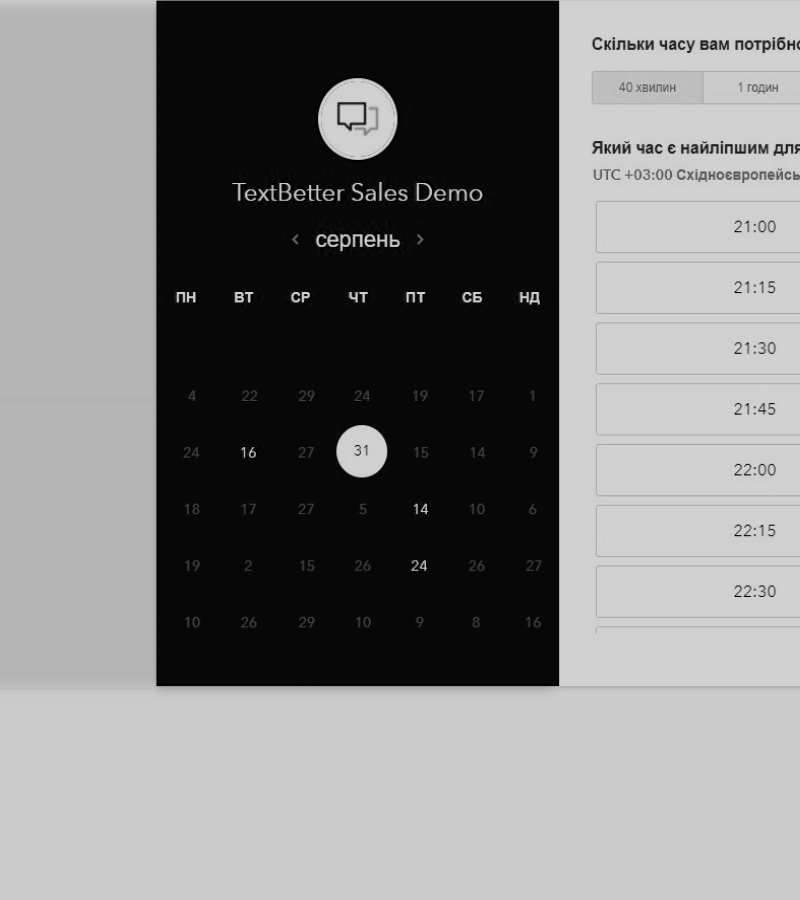 TextBetter Sales Demo
‹ серпень ›
ПН ВТ СР ЧТ ПТ СБ НД
4 22 29 24 19 17 1
24 16 27 31 15 14 9
18 17 27 5 14 10 6
19 2 15 26 24 26 27
10 26 29 10 9 8 16
Скільки часу вам потрібно
40 хвилин 1 годин
Який час є найліпшим для
UTC +03:00 Східноєвропейсь
21:00
21:15
21:30
21:45
22:00
22:15
22:30